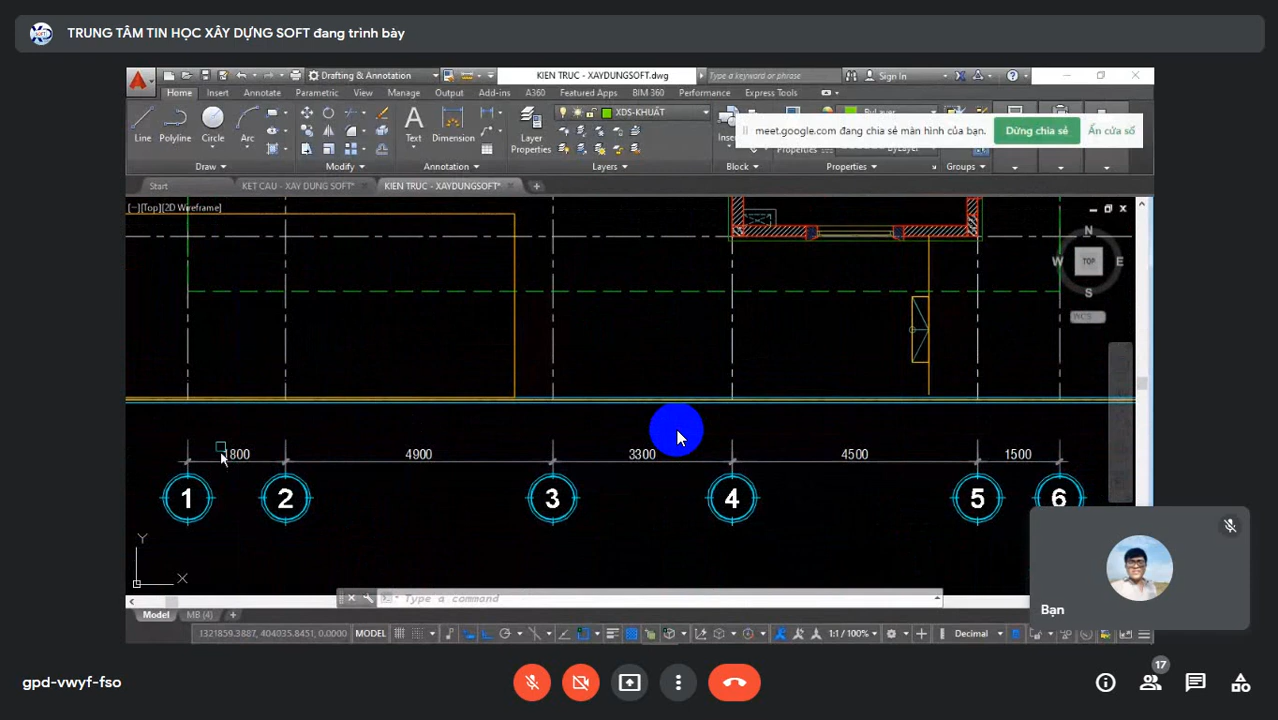 TRUNG TÂM TIN HỌC XÂY DỰNG SOFT đang trình bày
Drafting & Annotation
KIEN TRUC - XAYDUNGSOFT.dwg
Type a keyword or phrase
Sign In
Home Insert Annotate Parametric View Manage Output Add-ins A360 Featured Apps BIM 360 Performance Express Tools
XDS-KHUẤT
Line Polyline Circle Arc Text Dimension Layer Properties
meet.google.com đang chia sẻ màn hình của bạn. Dừng chia sẻ Ẩn cửa sổ
Draw Modify Annotation Layers Block Properties Groups
Start KET CAU - XAY DUNG SOFT* KIEN TRUC - XAYDUNGSOFT*
[−][Top][2D Wireframe]
N
W TOP E
S
WCS
1800 4900 3300 4500 1500
1 2 3 4 5 6
Y
X
Type a command
Bạn
Model MB (4)
1321859.3887, 404035.8451, 0.0000 MODEL 1:1 / 100% Decimal
gpd-vwyf-fso
17